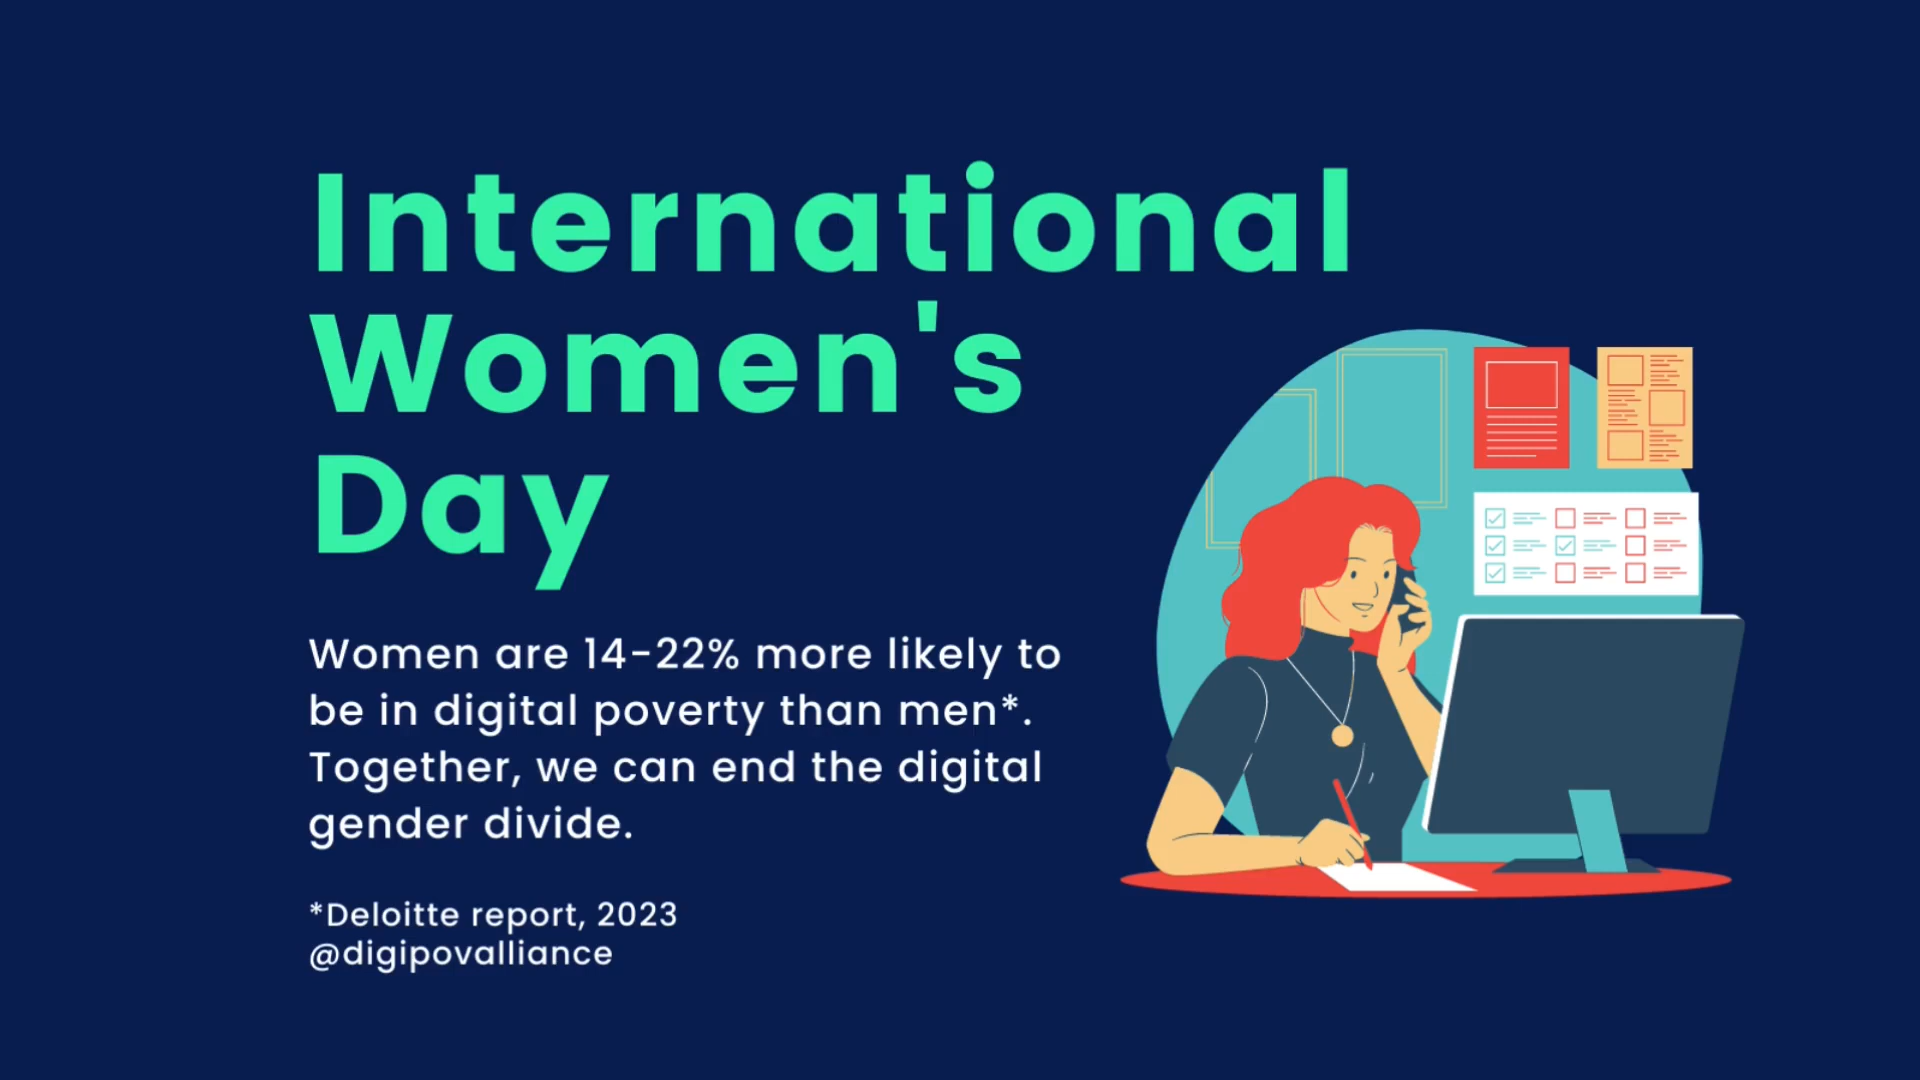 International
Women's
Day
Women are 14-22% more likely to
be in digital poverty than men*.
Together, we can end the digital
gender divide.
*Deloitte report, 2023
@digipovalliance